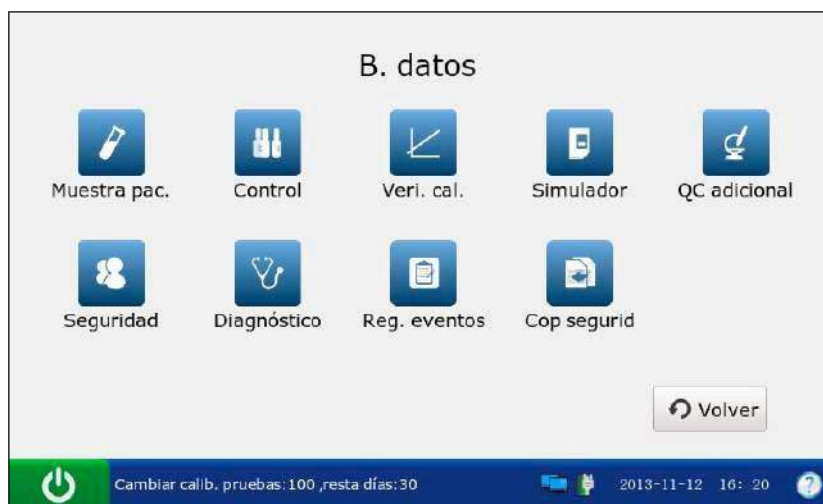 B. datos
Muestra pac. Control Veri. cal. Simulador QC adicional
Seguridad Diagnóstico Reg. eventos Cop segurid
Volver
Cambiar calib. pruebas:100 ,resta días:30 2013-11-12 16: 20 ?